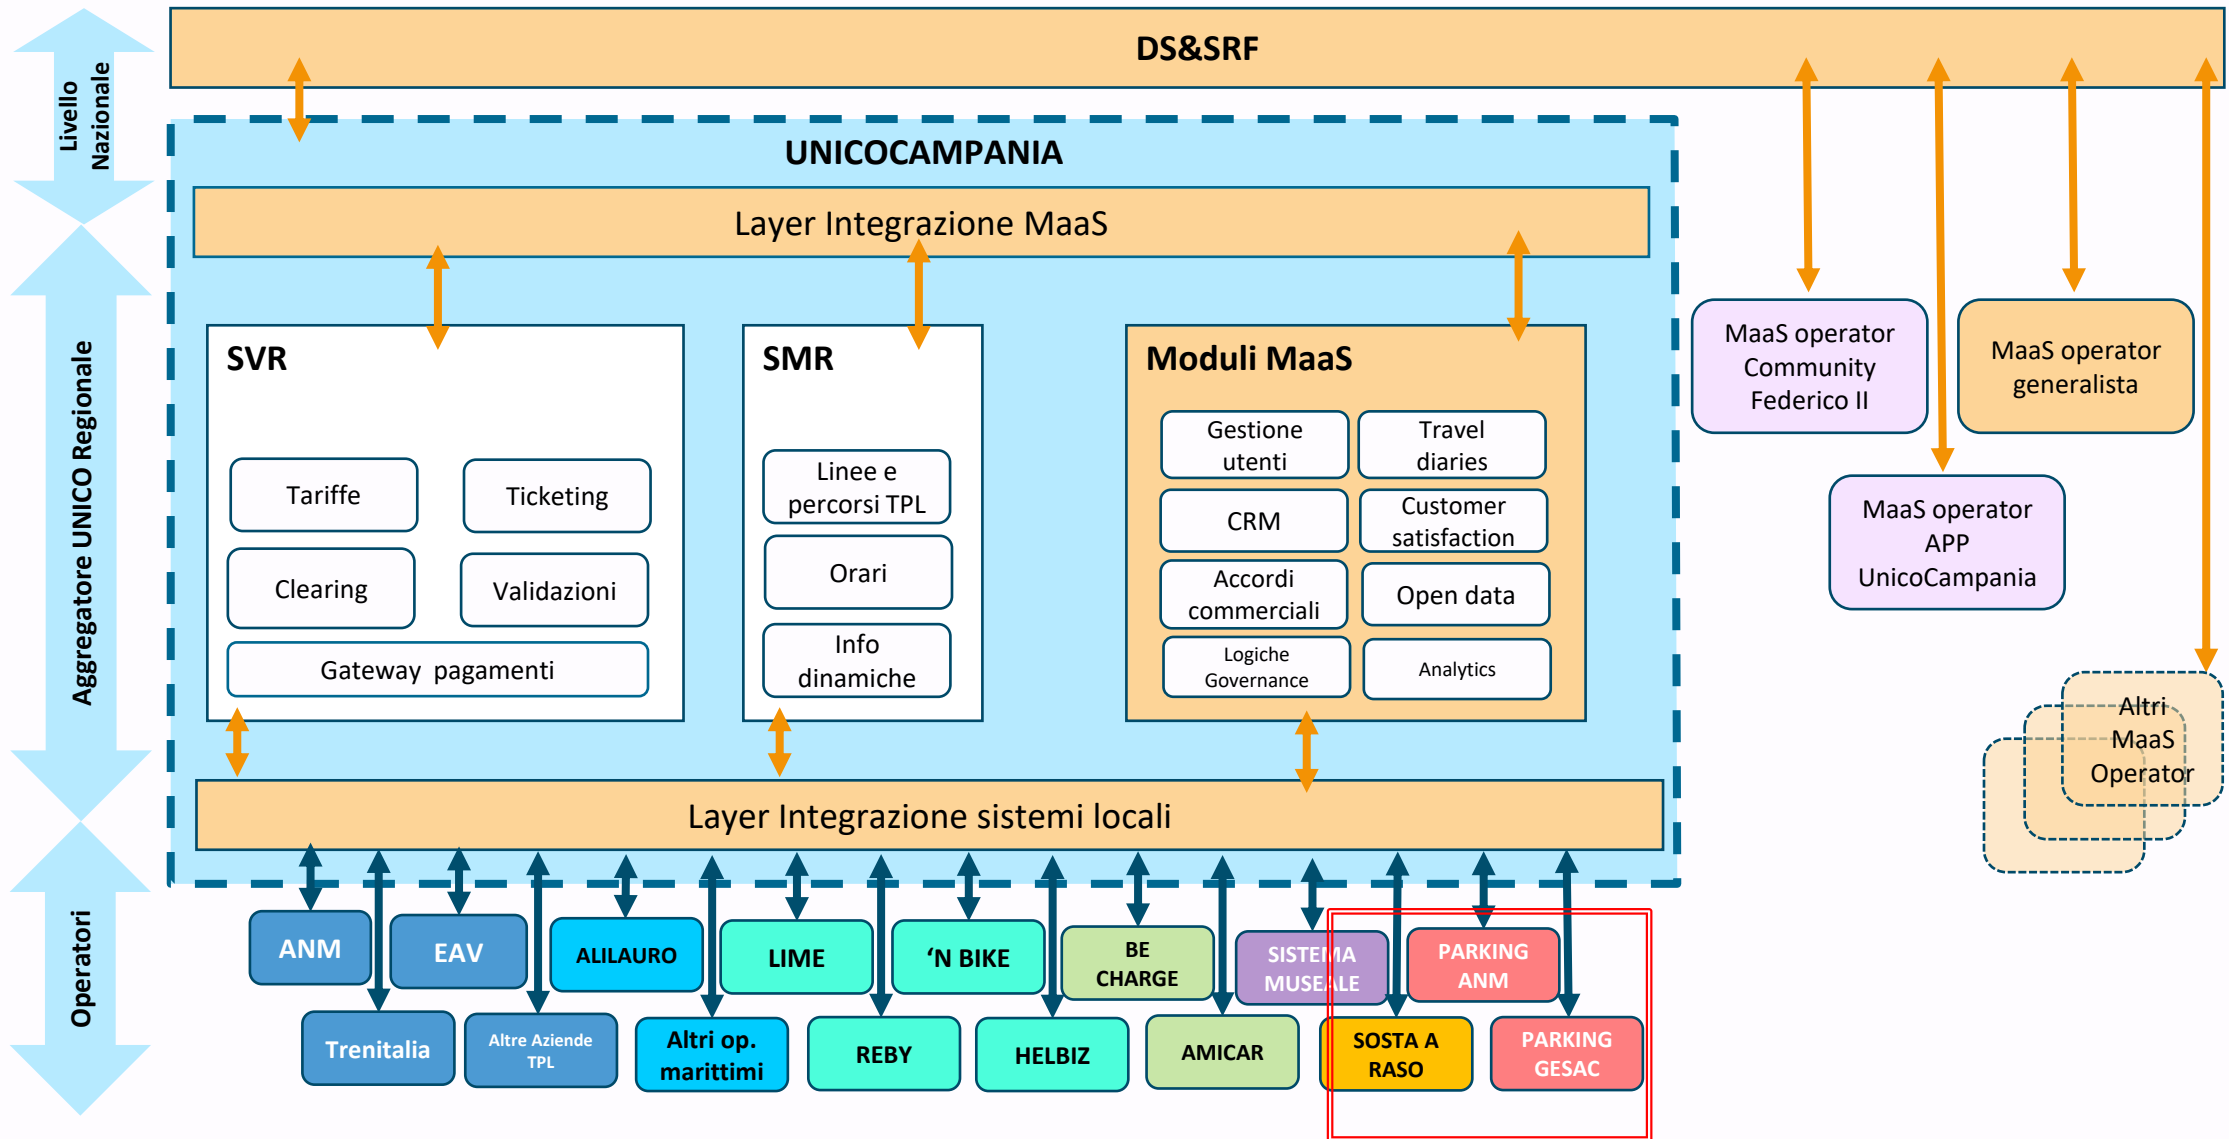 DS&SRF
Livello
Nazionale
UNICOCAMPANIA
Layer Integrazione MaaS
Aggregatore UNICO Regionale
SVR
Tariffe
Ticketing
Clearing
Validazioni
Gateway pagamenti
SMR
Linee e
percorsi TPL
Orari
Info
dinamiche
Moduli MaaS
Gestione
utenti
Travel
diaries
CRM
Customer
satisfaction
Accordi
commerciali
Open data
Logiche
Governance
Analytics
MaaS operator
Community
Federico II
MaaS operator
generalista
MaaS operator
APP
UnicoCampania
Altri
MaaS
Operator
Layer Integrazione sistemi locali
Operatori
ANM
EAV
ALILAURO
LIME
‘N BIKE
BE
CHARGE
SISTEMA
MUSEALE
PARKING
ANM
Trenitalia
Altre Aziende
TPL
Altri op.
marittimi
REBY
HELBIZ
AMICAR
SOSTA A
RASO
PARKING
GESAC